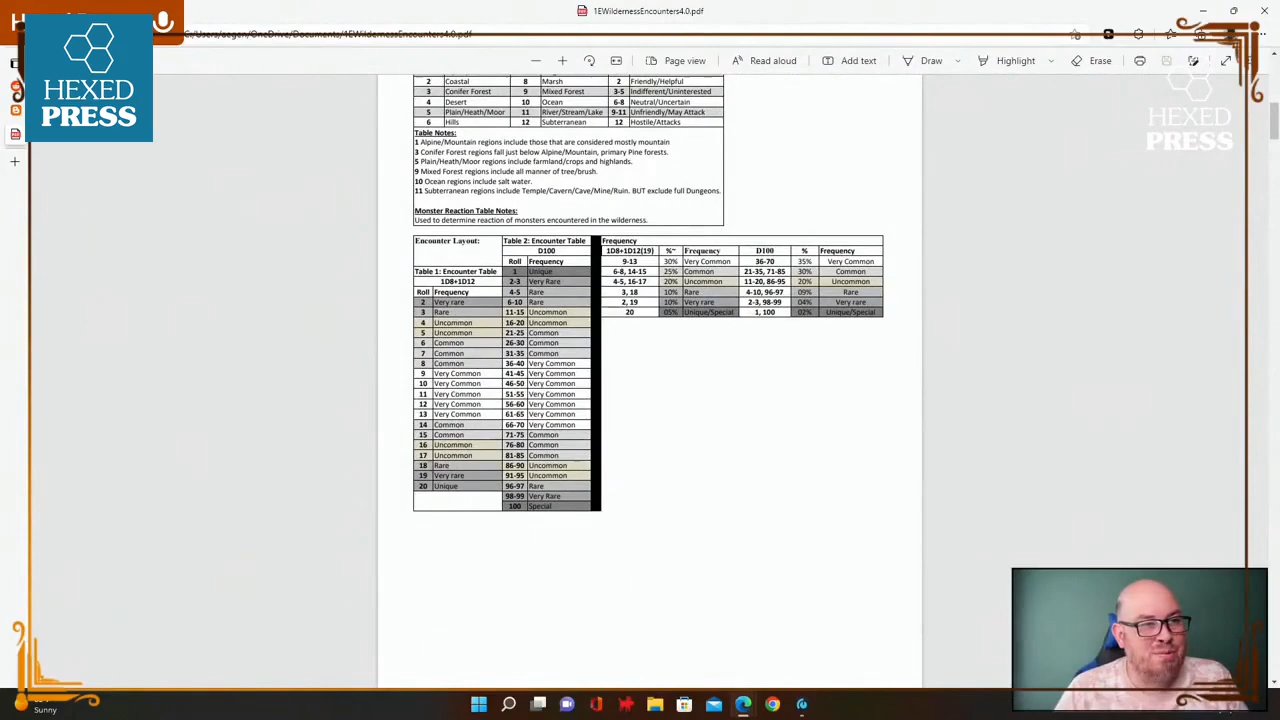 1EWildernessEncounters4.0.pdf
C:/Users/aegon/OneDrive/Documents/1EWildernessEncounters4.0.pdf
HEXED
PRESS
HEXED
PRESS
Page view
Read aloud
Add text
Draw
Highlight
Erase
2 Coastal 8 Marsh 2 Friendly/Helpful
3 Conifer Forest 9 Mixed Forest 3-5 Indifferent/Uninterested
4 Desert 10 Ocean 6-8 Neutral/Uncertain
5 Plain/Heath/Moor 11 River/Stream/Lake 9-11 Unfriendly/May Attack
6 Hills 12 Subterranean 12 Hostile/Attacks
Table Notes:
1 Alpine/Mountain regions include those that are considered mostly mountain
3 Conifer Forest regions fall just below Alpine/Mountain, primary Pine forests.
5 Plain/Heath/Moor regions include farmland/crops and highlands.
9 Mixed Forest regions include all manner of tree/brush.
10 Ocean regions include salt water.
11 Subterranean regions include Temple/Cavern/Cave/Mine/Ruin. BUT exclude full Dungeons.
Monster Reaction Table Notes:
Used to determine reaction of monsters encountered in the wilderness.
Encounter Layout: Table 2: Encounter Table
D100
Roll Frequency
Table 1: Encounter Table 1 Unique
1D8+1D12 2-3 Very Rare
Roll Frequency 4-5 Rare
2 Very rare 6-10 Rare
3 Rare 11-15 Uncommon
4 Uncommon 16-20 Uncommon
5 Uncommon 21-25 Common
6 Common 26-30 Common
7 Common 31-35 Common
8 Common 36-40 Very Common
9 Very Common 41-45 Very Common
10 Very Common 46-50 Very Common
11 Very Common 51-55 Very Common
12 Very Common 56-60 Very Common
13 Very Common 61-65 Very Common
14 Common 66-70 Very Common
15 Common 71-75 Common
16 Uncommon 76-80 Common
17 Uncommon 81-85 Common
18 Rare 86-90 Uncommon
19 Very rare 91-95 Uncommon
20 Unique 96-97 Rare
98-99 Very Rare
100 Special
Frequency
1D8+1D12(19) %~ Frequency D100 % Frequency
9-13 30% Very Common 36-70 35% Very Common
6-8, 14-15 25% Common 21-35, 71-85 30% Common
4-5, 16-17 20% Uncommon 11-20, 86-95 20% Uncommon
3, 18 10% Rare 4-10, 96-97 09% Rare
2, 19 10% Very rare 2-3, 98-99 04% Very rare
20 05% Unique/Special 1, 100 02% Unique/Special
Sunny